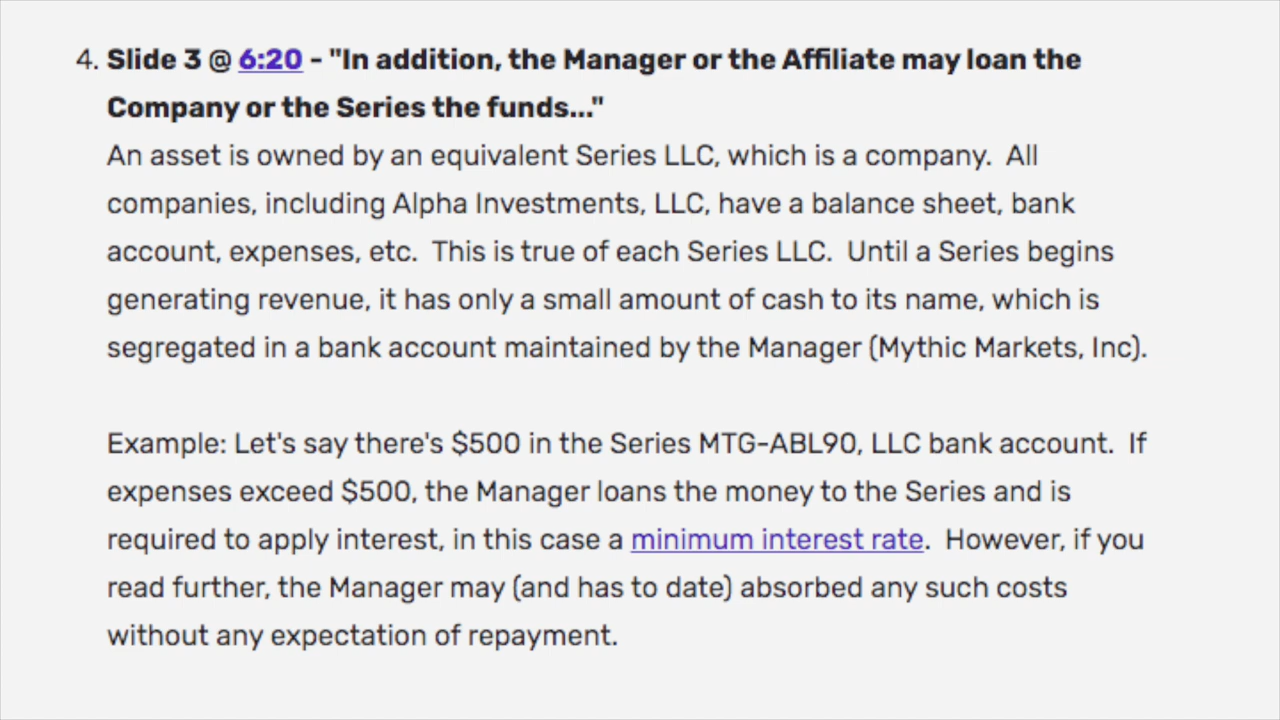 4. Slide 3 @ 6:20 - "In addition, the Manager or the Affiliate may loan the
Company or the Series the funds..."
An asset is owned by an equivalent Series LLC, which is a company.  All
companies, including Alpha Investments, LLC, have a balance sheet, bank
account, expenses, etc.  This is true of each Series LLC.  Until a Series begins
generating revenue, it has only a small amount of cash to its name, which is
segregated in a bank account maintained by the Manager (Mythic Markets, Inc).
Example: Let's say there's $500 in the Series MTG-ABL90, LLC bank account.  If
expenses exceed $500, the Manager loans the money to the Series and is
required to apply interest, in this case a minimum interest rate.  However, if you
read further, the Manager may (and has to date) absorbed any such costs
without any expectation of repayment.